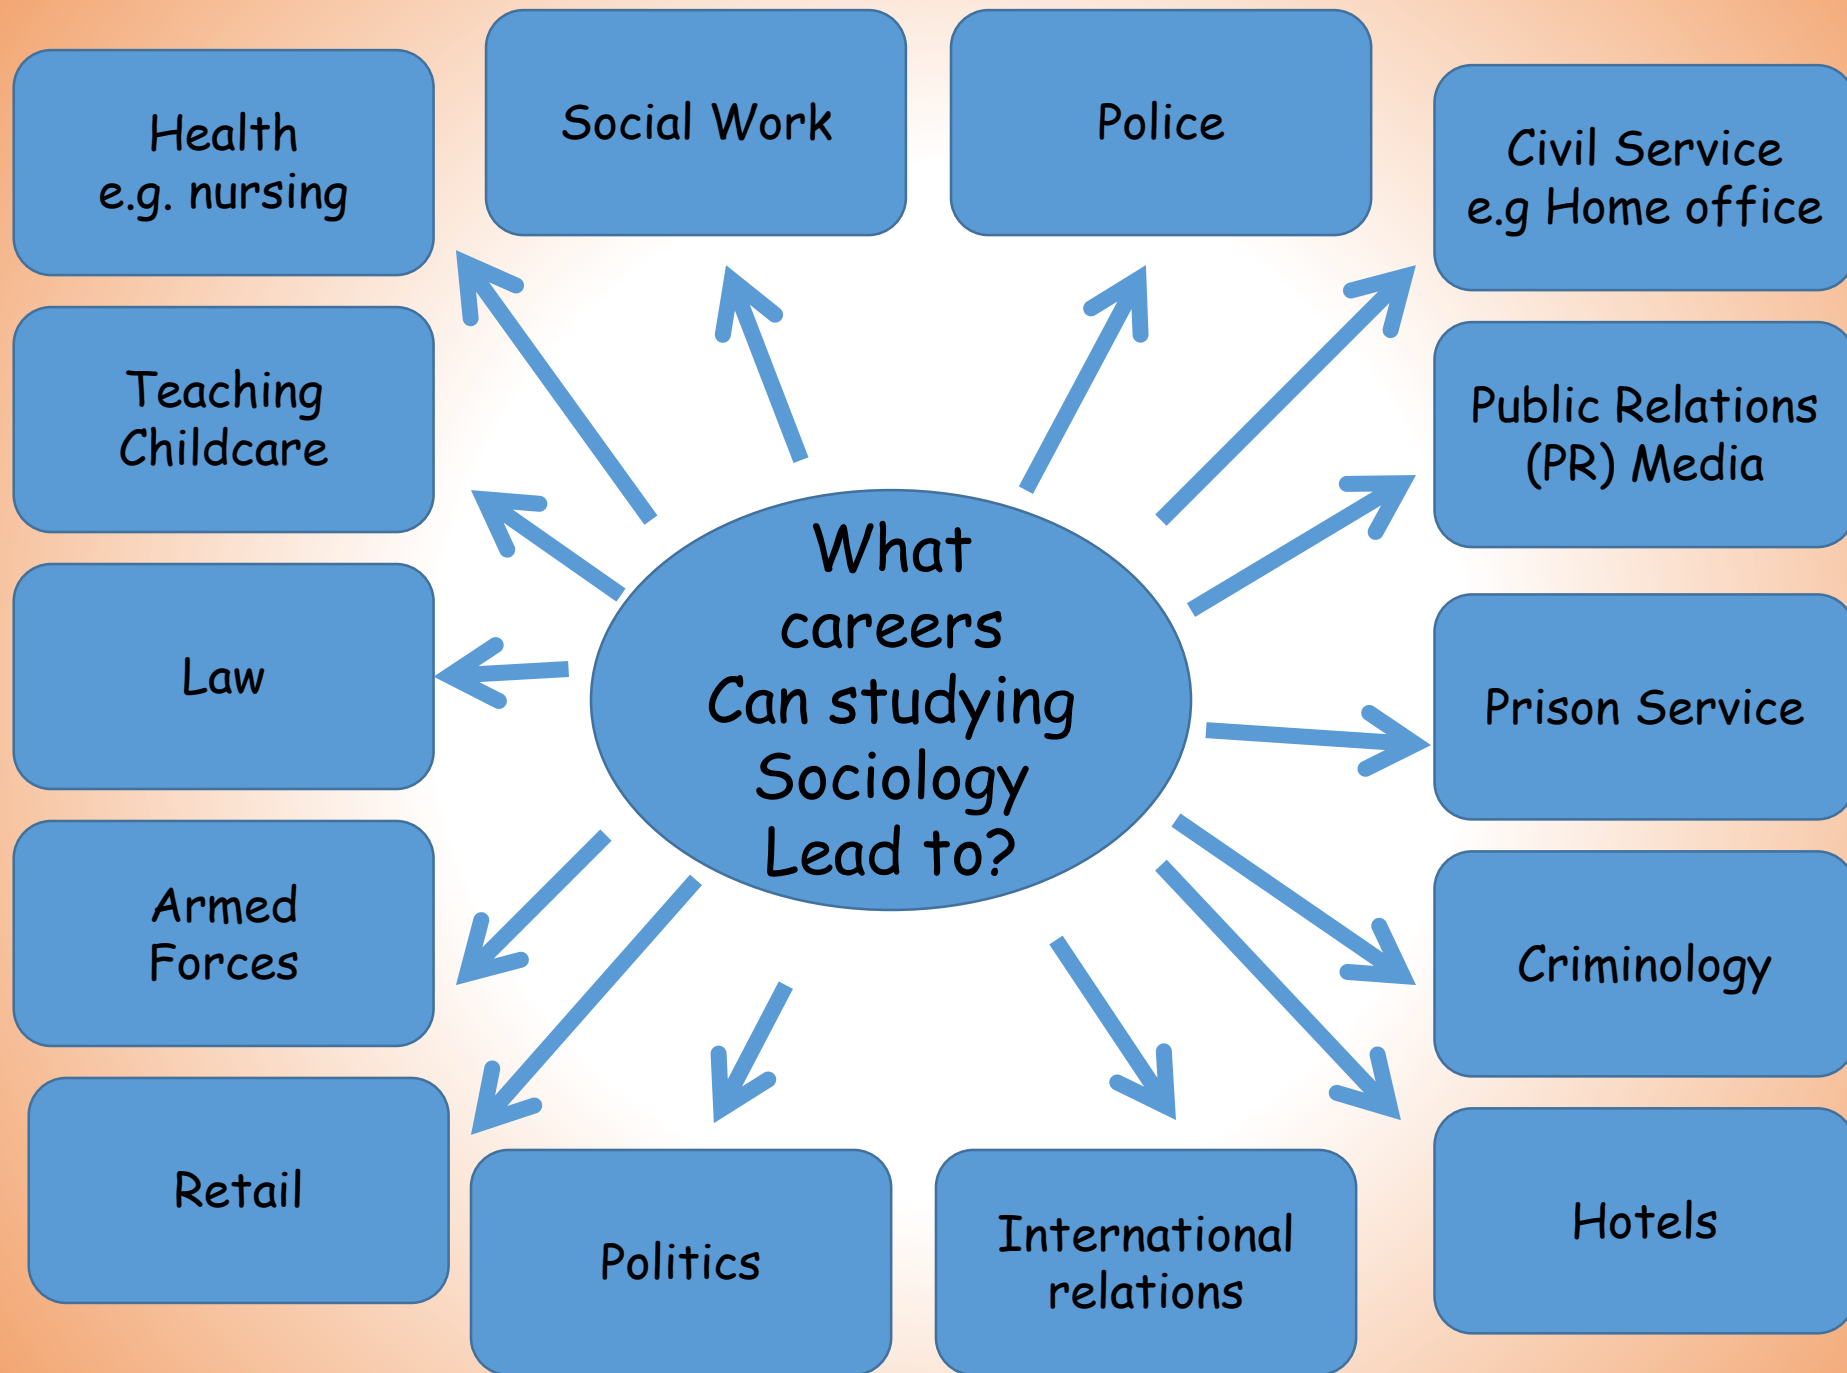 Health
e.g. nursing
Social Work
Police
Civil Service
e.g Home office
Teaching
Childcare
Public Relations
(PR) Media
What
careers
Can studying
Sociology
Lead to?
Law
Prison Service
Armed
Forces
Criminology
Retail
Politics
International
relations
Hotels